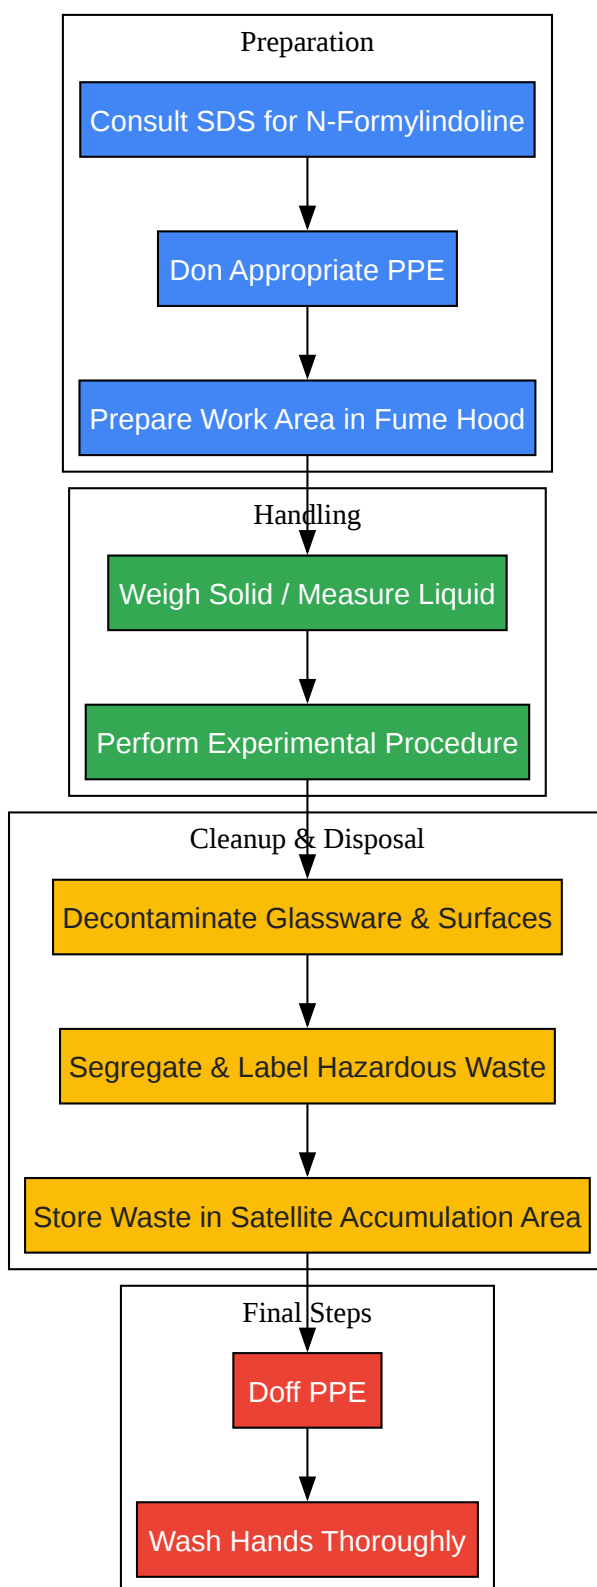 Preparation
Consult SDS for N-Formylindoline
Don Appropriate PPE
Prepare Work Area in Fume Hood
Handling
Weigh Solid / Measure Liquid
Perform Experimental Procedure
Cleanup & Disposal
Decontaminate Glassware & Surfaces
Segregate & Label Hazardous Waste
Store Waste in Satellite Accumulation Area
Final Steps
Doff PPE
Wash Hands Thoroughly